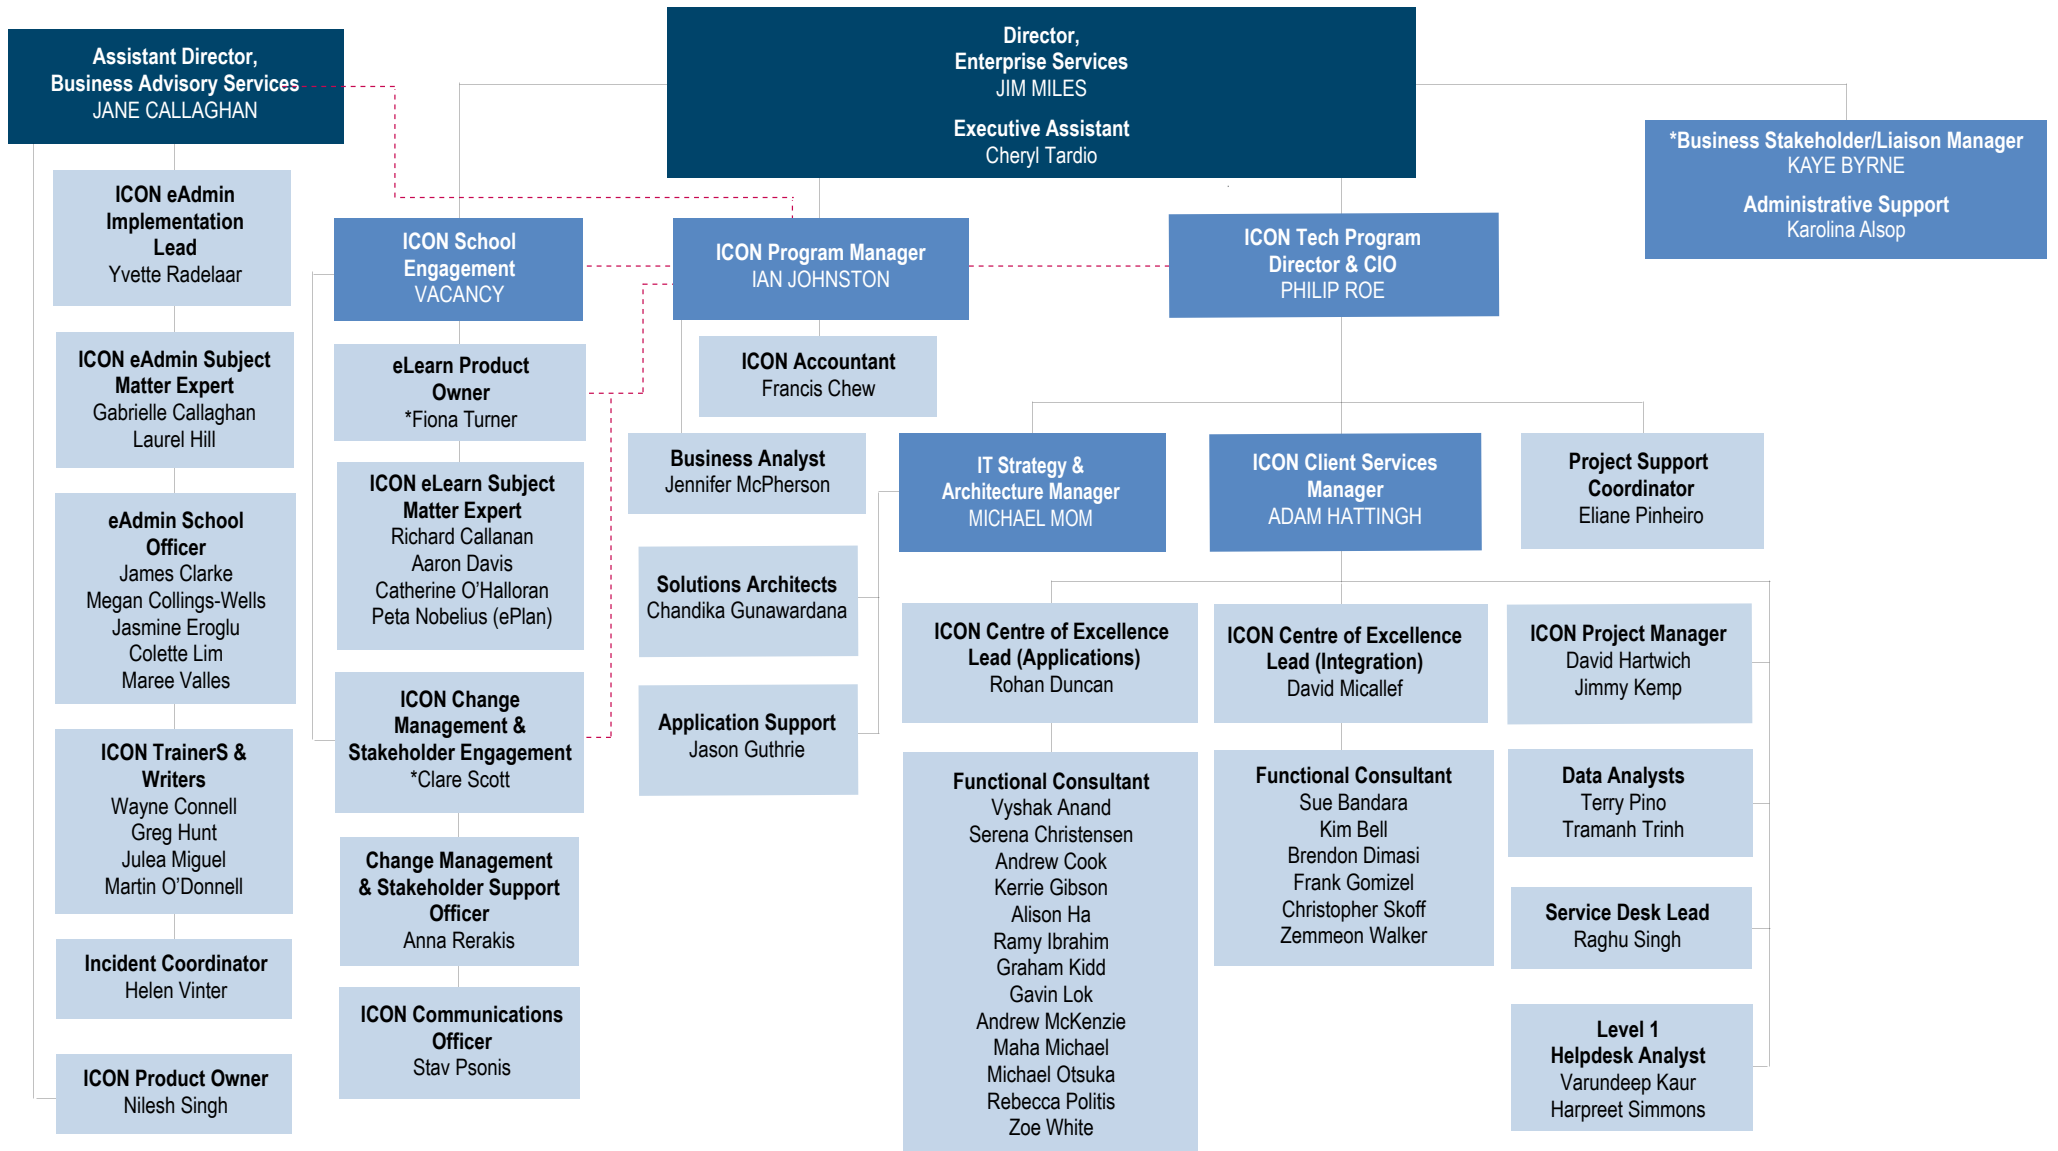 Assistant Director,
Business Advisory Services
JANE CALLAGHAN
Director,
Enterprise Services
JIM MILES
Executive Assistant
Cheryl Tardio
*Business Stakeholder/Liaison Manager
KAYE BYRNE
Administrative Support
Karolina Alsop
ICON eAdmin
Implementation
Lead
Yvette Radelaar
ICON eAdmin Subject
Matter Expert
Gabrielle Callaghan
Laurel Hill
eAdmin School
Officer
James Clarke
Megan Collings-Wells
Jasmine Eroglu
Colette Lim
Maree Valles
ICON TrainerS &
Writers
Wayne Connell
Greg Hunt
Julea Miguel
Martin O’Donnell
Incident Coordinator
Helen Vinter
ICON Product Owner
Nilesh Singh
ICON School
Engagement
VACANCY
eLearn Product
Owner
*Fiona Turner
ICON eLearn Subject
Matter Expert
Richard Callanan
Aaron Davis
Catherine O’Halloran
Peta Nobelius (ePlan)
ICON Change
Management &
Stakeholder Engagement
*Clare Scott
Change Management
& Stakeholder Support
Officer
Anna Rerakis
ICON Communications
Officer
Stav Psonis
ICON Program Manager
IAN JOHNSTON
ICON Accountant
Francis Chew
Business Analyst
Jennifer McPherson
Solutions Architects
Chandika Gunawardana
Application Support
Jason Guthrie
ICON Tech Program
Director & CIO
PHILIP ROE
IT Strategy &
Architecture Manager
MICHAEL MOM
ICON Client Services
Manager
ADAM HATTINGH
Project Support
Coordinator
Eliane Pinheiro
ICON Centre of Excellence
Lead (Applications)
Rohan Duncan
Functional Consultant
Vyshak Anand
Serena Christensen
Andrew Cook
Kerrie Gibson
Alison Ha
Ramy Ibrahim
Graham Kidd
Gavin Lok
Andrew McKenzie
Maha Michael
Michael Otsuka
Rebecca Politis
Zoe White
ICON Centre of Excellence
Lead (Integration)
David Micallef
Functional Consultant
Sue Bandara
Kim Bell
Brendon Dimasi
Frank Gomizel
Christopher Skoff
Zemmeon Walker
ICON Project Manager
David Hartwich
Jimmy Kemp
Data Analysts
Terry Pino
Tramanh Trinh
Service Desk Lead
Raghu Singh
Level 1
Helpdesk Analyst
Varundeep Kaur
Harpreet Simmons